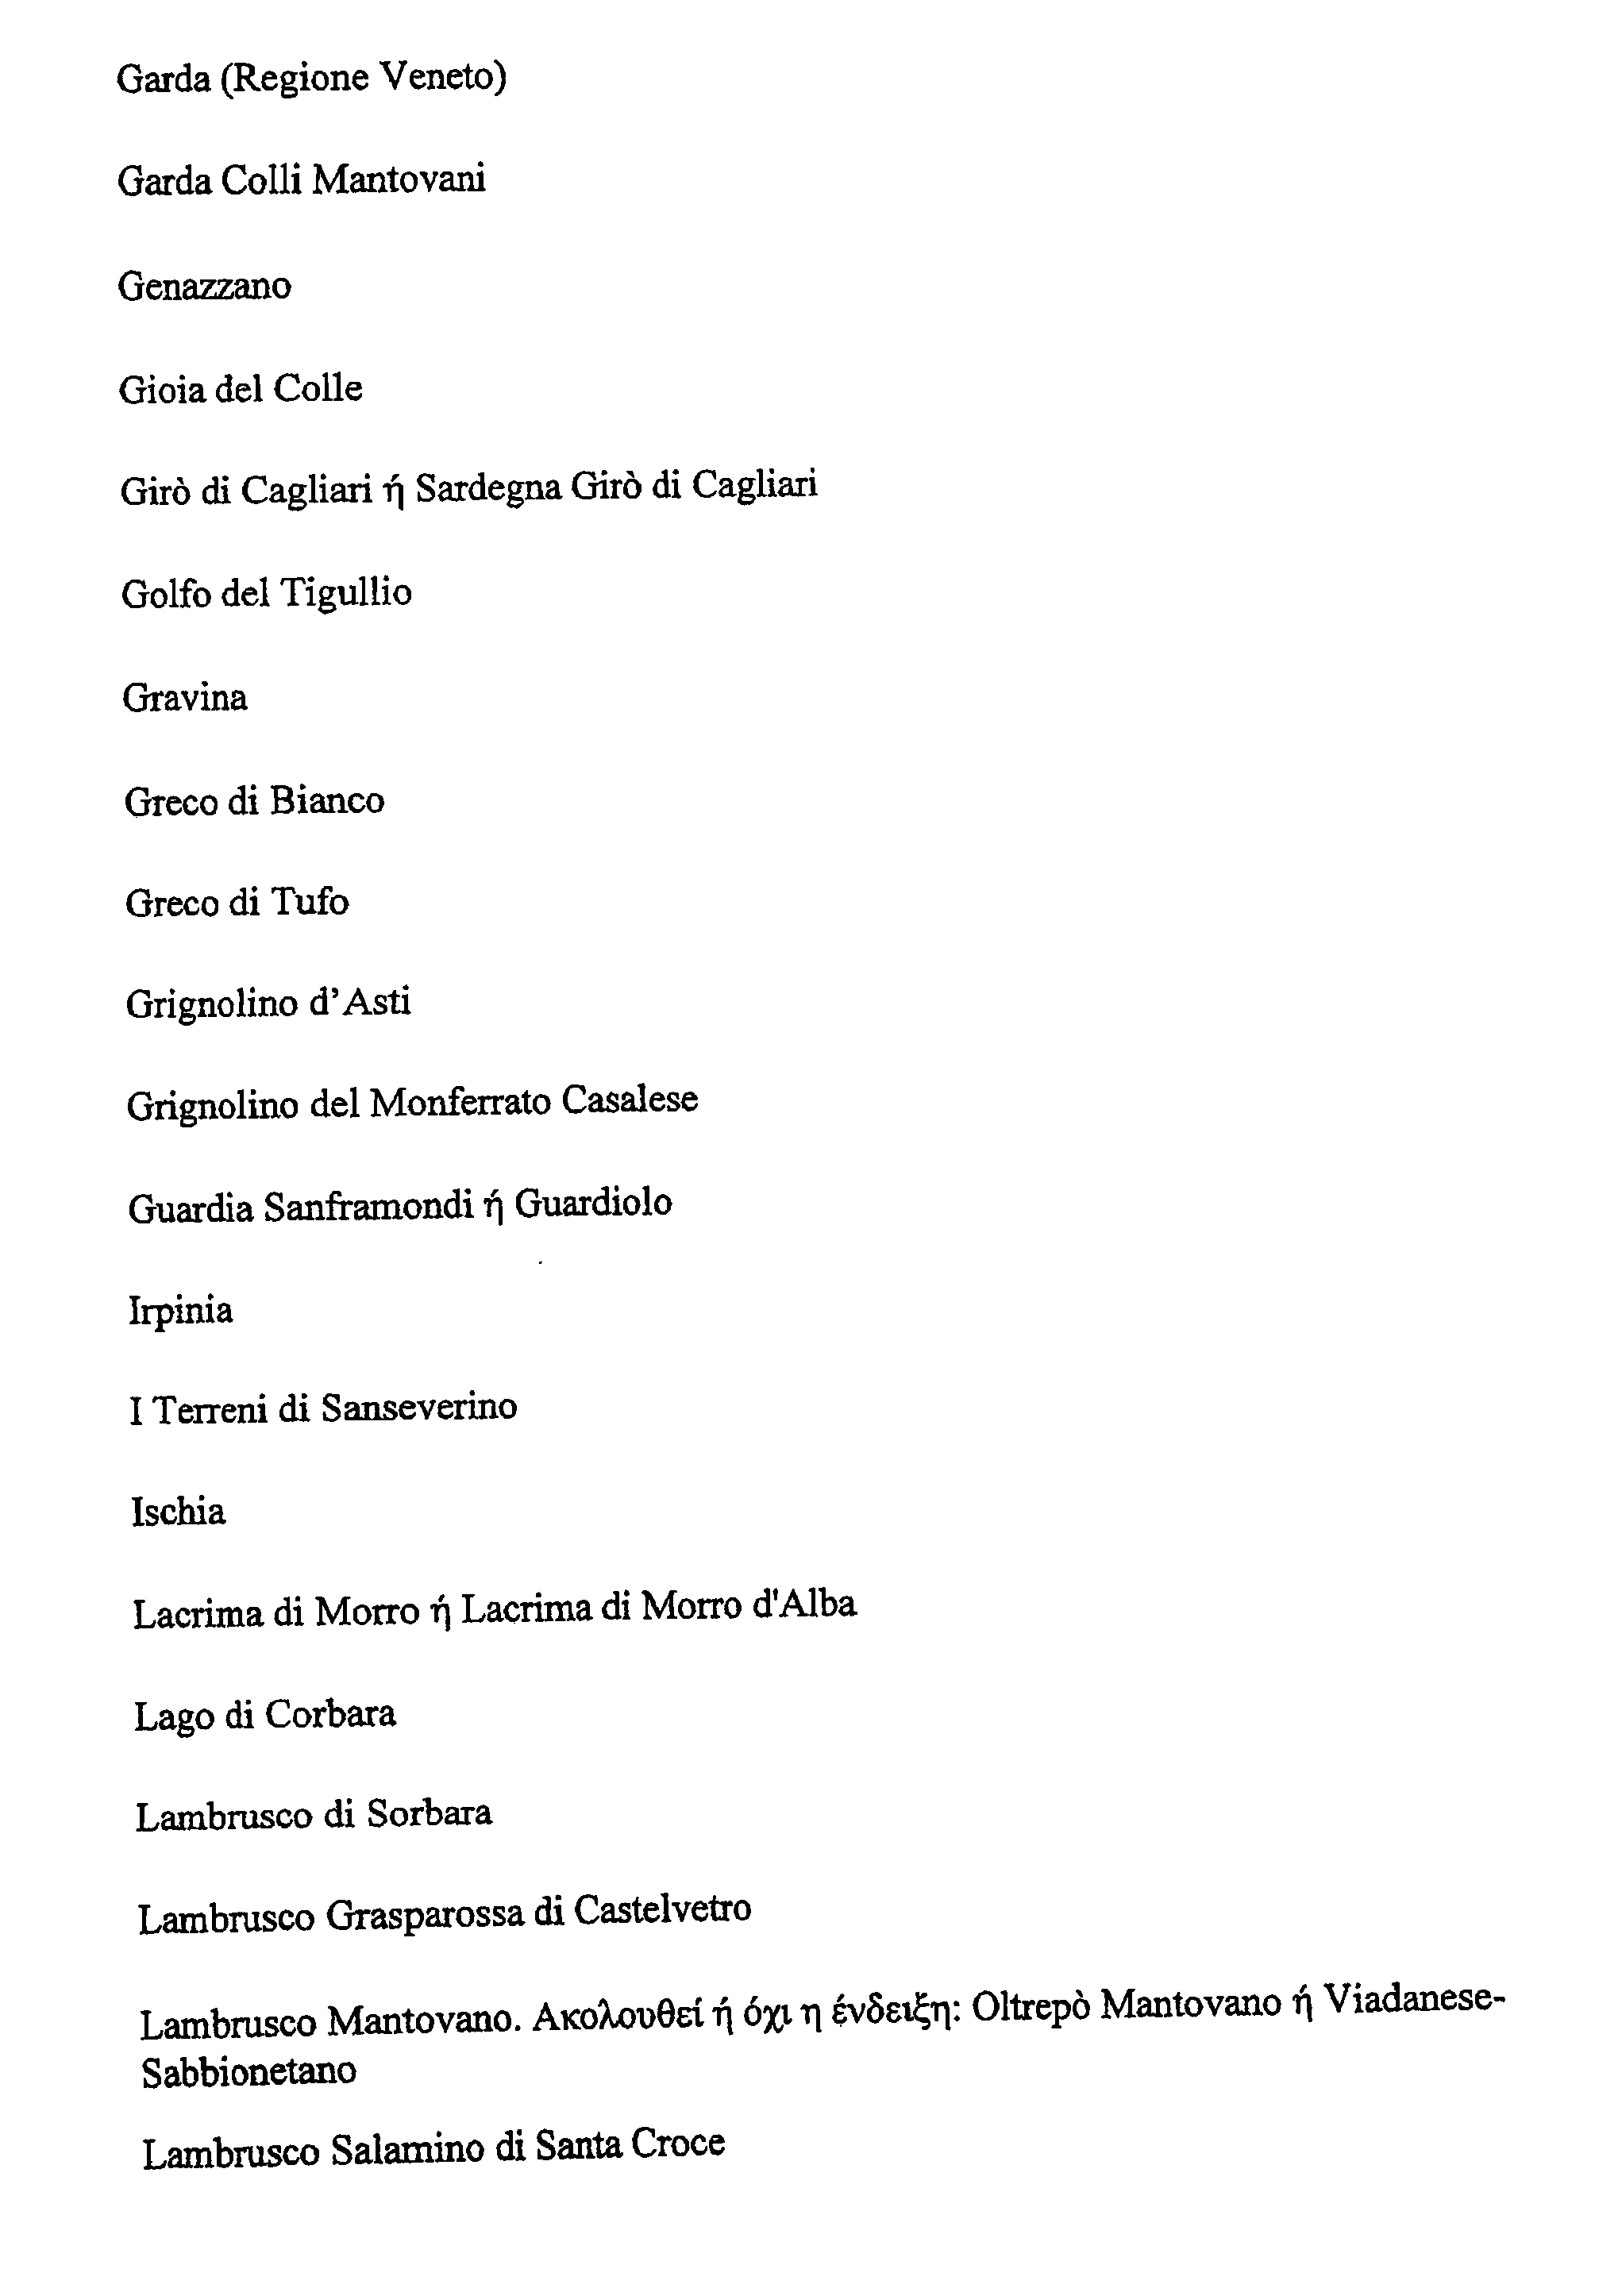 Garda (Regione Veneto)
Garda Colli Mantovani
Genazzano
Gioia del Colle
Girò di Cagliari ή Sardegna Girò di Cagliari
Golfo del Tigullio
Gravina
Greco di Bianco
Greco di Tufo
Grignolino d’Asti
Grignolino del Monferrato Casalese
Guardia Sanframondi ή Guardiolo
Irpinia
I Terreni di Sanseverino
Ischia
Lacrima di Morro ή Lacrima di Morro d'Alba
Lago di Corbara
Lambrusco di Sorbara
Lambrusco Grasparossa di Castelvetro
Lambrusco Mantovano. Ακολουθεί ή όχι η ένδειξη: Oltrepò Mantovano ή Viadanese-
Sabbionetano
Lambrusco Salamino di Santa Croce